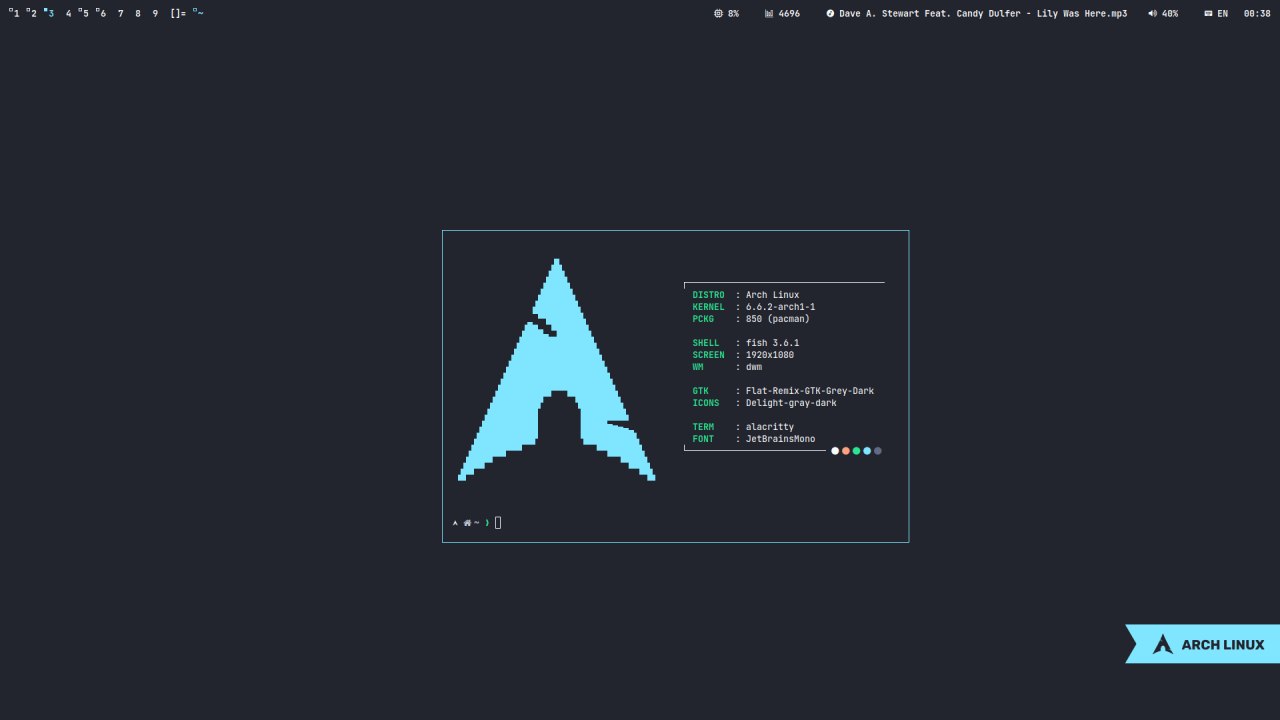 1 2 3 4 5 6 7 8 9 []= ~ 8% 4696 Dave A. Stewart Feat. Candy Dulfer - Lily Was Here.mp3 40% EN 00:38
DISTRO : Arch Linux
KERNEL : 6.6.2-arch1-1
PCKG : 850 (pacman)
SHELL : fish 3.6.1
SCREEN : 1920x1080
WM : dwm
GTK : Flat-Remix-GTK-Grey-Dark
ICONS : Delight-gray-dark
TERM : alacritty
FONT : JetBrainsMono
~ ❯
ARCH LINUX